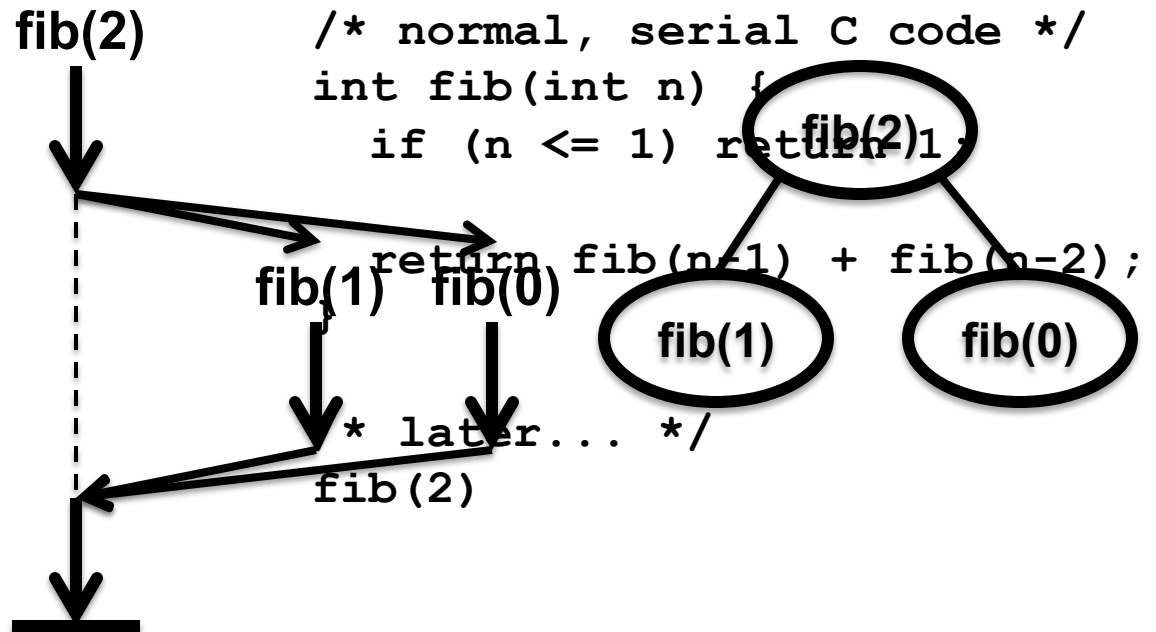 fib(2)
/* normal, serial C code */
int fib(int n) {
fib(2)
if (n <= 1) return 1;
return fib(n-1) + fib(n-2);
fib(1) fib(0)
}
fib(1) fib(0)
* later... */
fib(2)